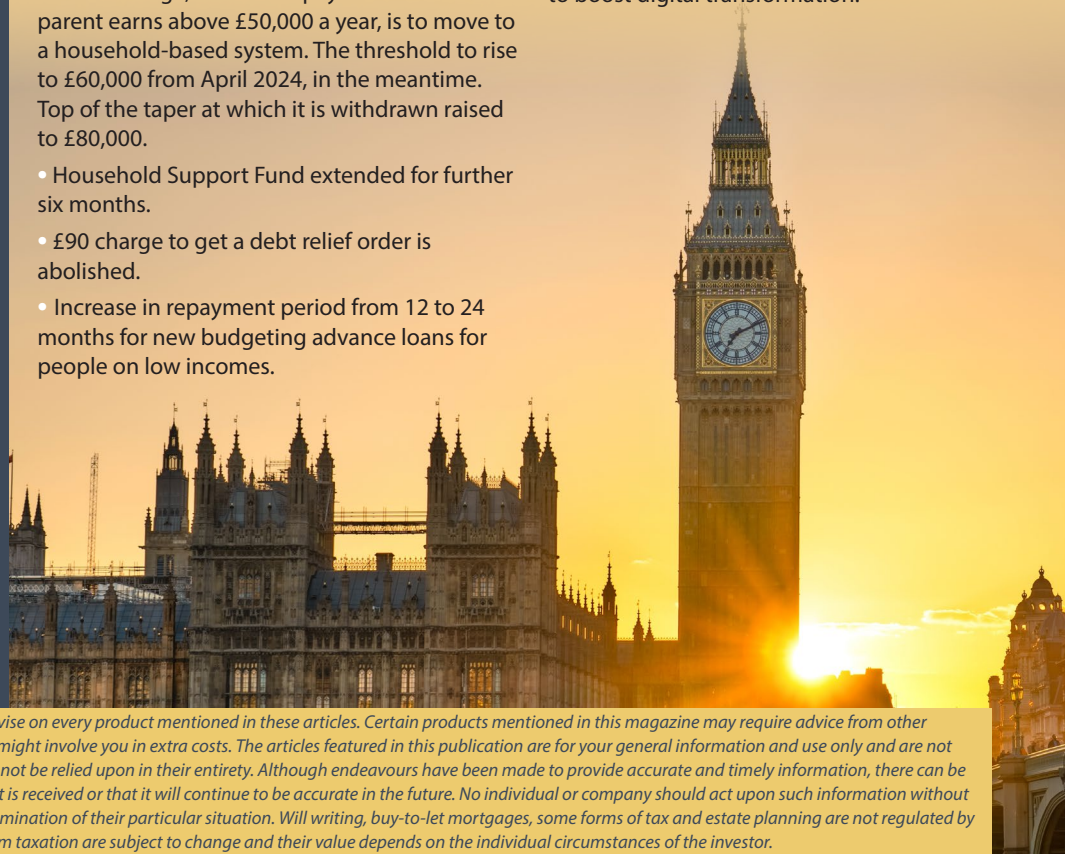 parent earns above £50,000 a year, is to move to
a household-based system. The threshold to rise
to £60,000 from April 2024, in the meantime.
Top of the taper at which it is withdrawn raised
to £80,000.
• Household Support Fund extended for further
six months.
• £90 charge to get a debt relief order is
abolished.
• Increase in repayment period from 12 to 24
months for new budgeting advance loans for
people on low incomes.
to boost digital transformation.
on every product mentioned in these articles. Certain products mentioned in this magazine may require advice from other
might involve you in extra costs. The articles featured in this publication are for your general information and use only and are not
not be relied upon in their entirety. Although endeavours have been made to provide accurate and timely information, there can be
is received or that it will continue to be accurate in the future. No individual or company should act upon such information without
of their particular situation. Will writing, buy-to-let mortgages, some forms of tax and estate planning are not regulated by
taxation are subject to change and their value depends on the individual circumstances of the investor.